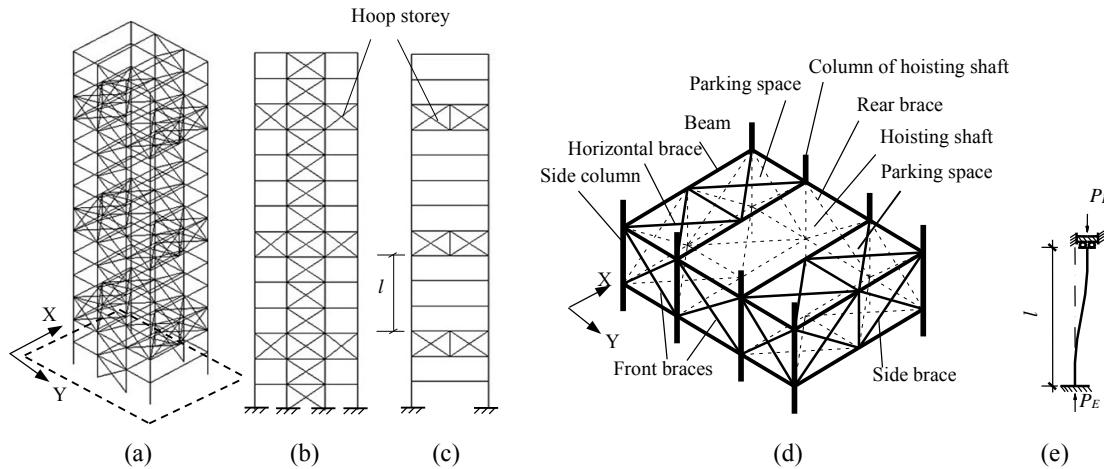 Hoop storey
X
Y
l
(a)
(b)
(c)
Parking space
Column of hoisting shaft
Rear brace
Beam
Hoisting shaft
Horizontal brace
Parking space
Side column
X
Y
Front braces
Side brace
(d)
l
P_E
(e)